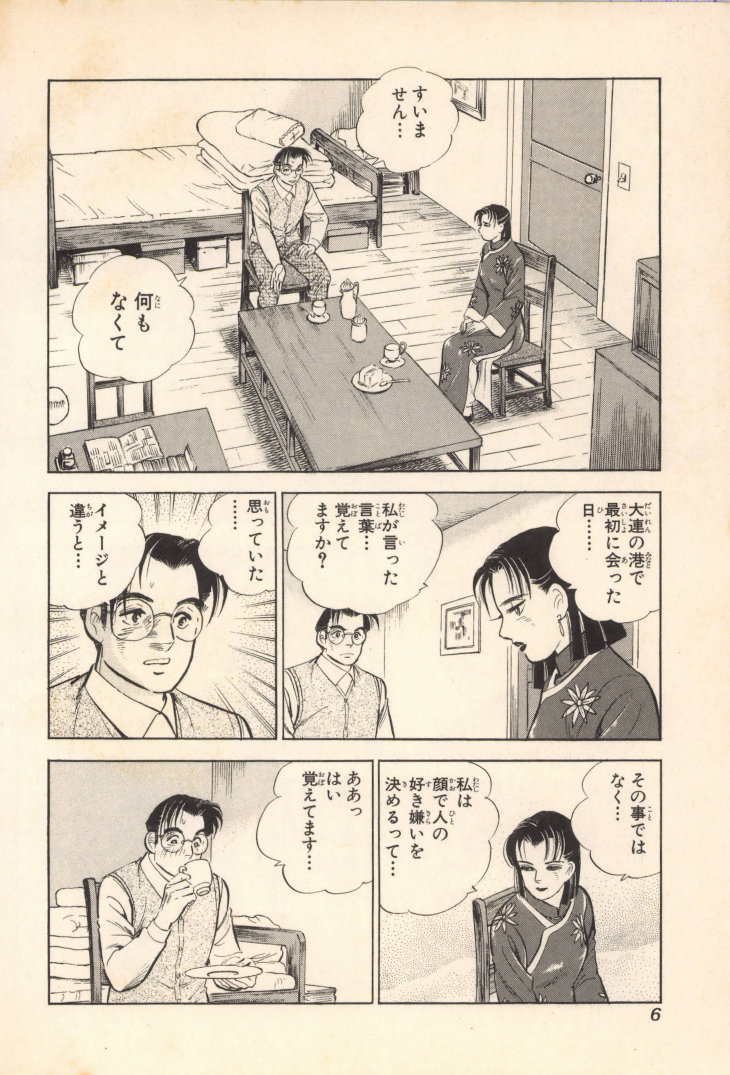 すいま
せん…
何も
なくて
大連の港で
最初に会った
日……
私が言った
言葉…
覚えて
ますか？
思っていた
……
イメージと
違うと…
その事では
なく…
私は
顔で人の
好き嫌いを
決めるって…
ああっ
はい
覚えてます…
6